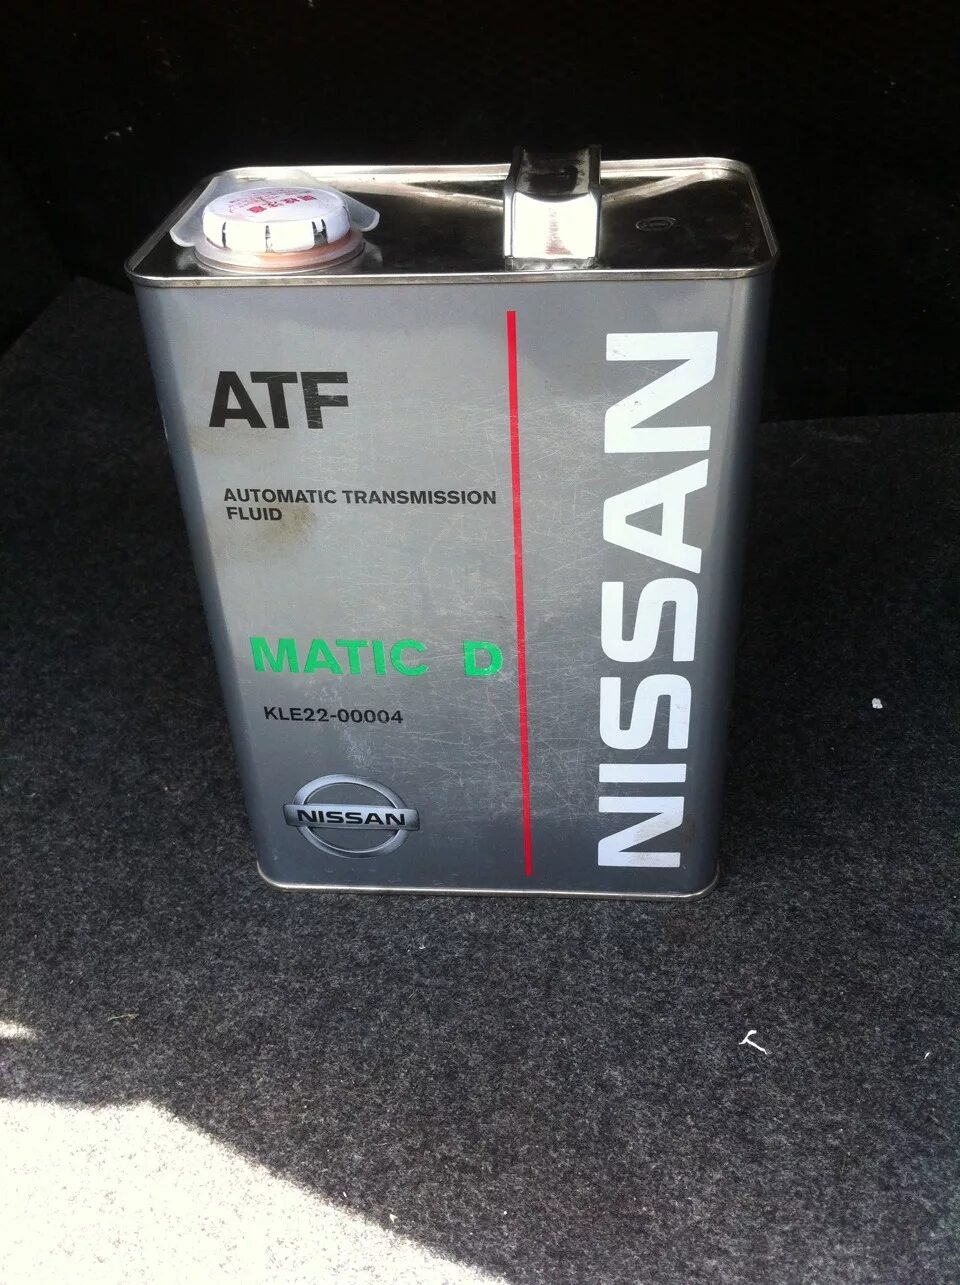 ATF
AUTOMATIC TRANSMISSION
FLUID
MATIC D
KLE22-00004
NISSAN
NISSAN